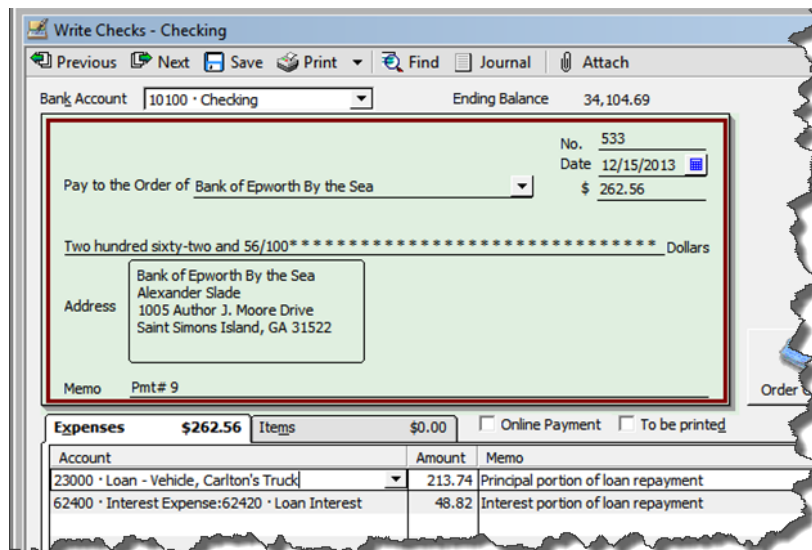 Write Checks - Checking
Previous Next Save Print Find Journal Attach
Bank Account 10100 · Checking Ending Balance 34,104.69
No. 533
Date 12/15/2013
Pay to the Order of Bank of Epworth By the Sea $ 262.56
Two hundred sixty-two and 56/100* * * * * * * * * * * * * * * * * * * * * * * * * * * * * * * Dollars
Bank of Epworth By the Sea
Alexander Slade
Address 1005 Author J. Moore Drive
Saint Simons Island, GA 31522
Memo Pmt# 9
Order
Expenses $262.56 Items $0.00 Online Payment To be printed
Account Amount Memo
23000 · Loan - Vehicle, Carlton's Truck 213.74 Principal portion of loan repayment
62400 · Interest Expense:62420 · Loan Interest 48.82 Interest portion of loan repayment